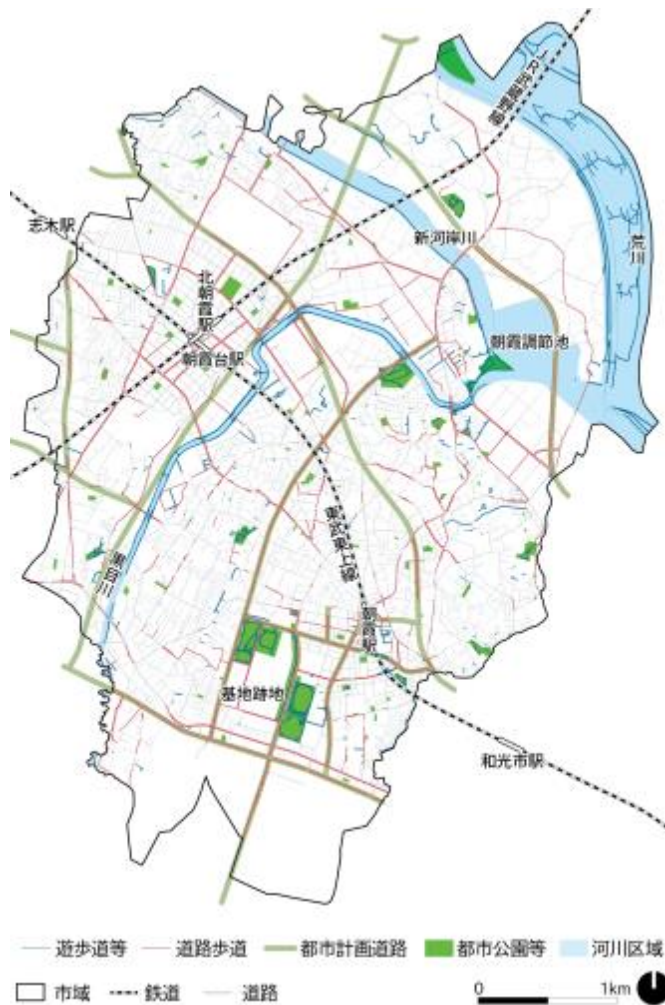 JR武蔵野線
志木駅
新河岸川
荒川
北朝霞駅
朝霞台駅
朝霞調節池
東武東上線
黒目川
朝霞駅
基地跡地
和光市駅
遊歩道等 道路歩道 都市計画道路 都市公園等 河川区域
市域 鉄道 道路 0 1km